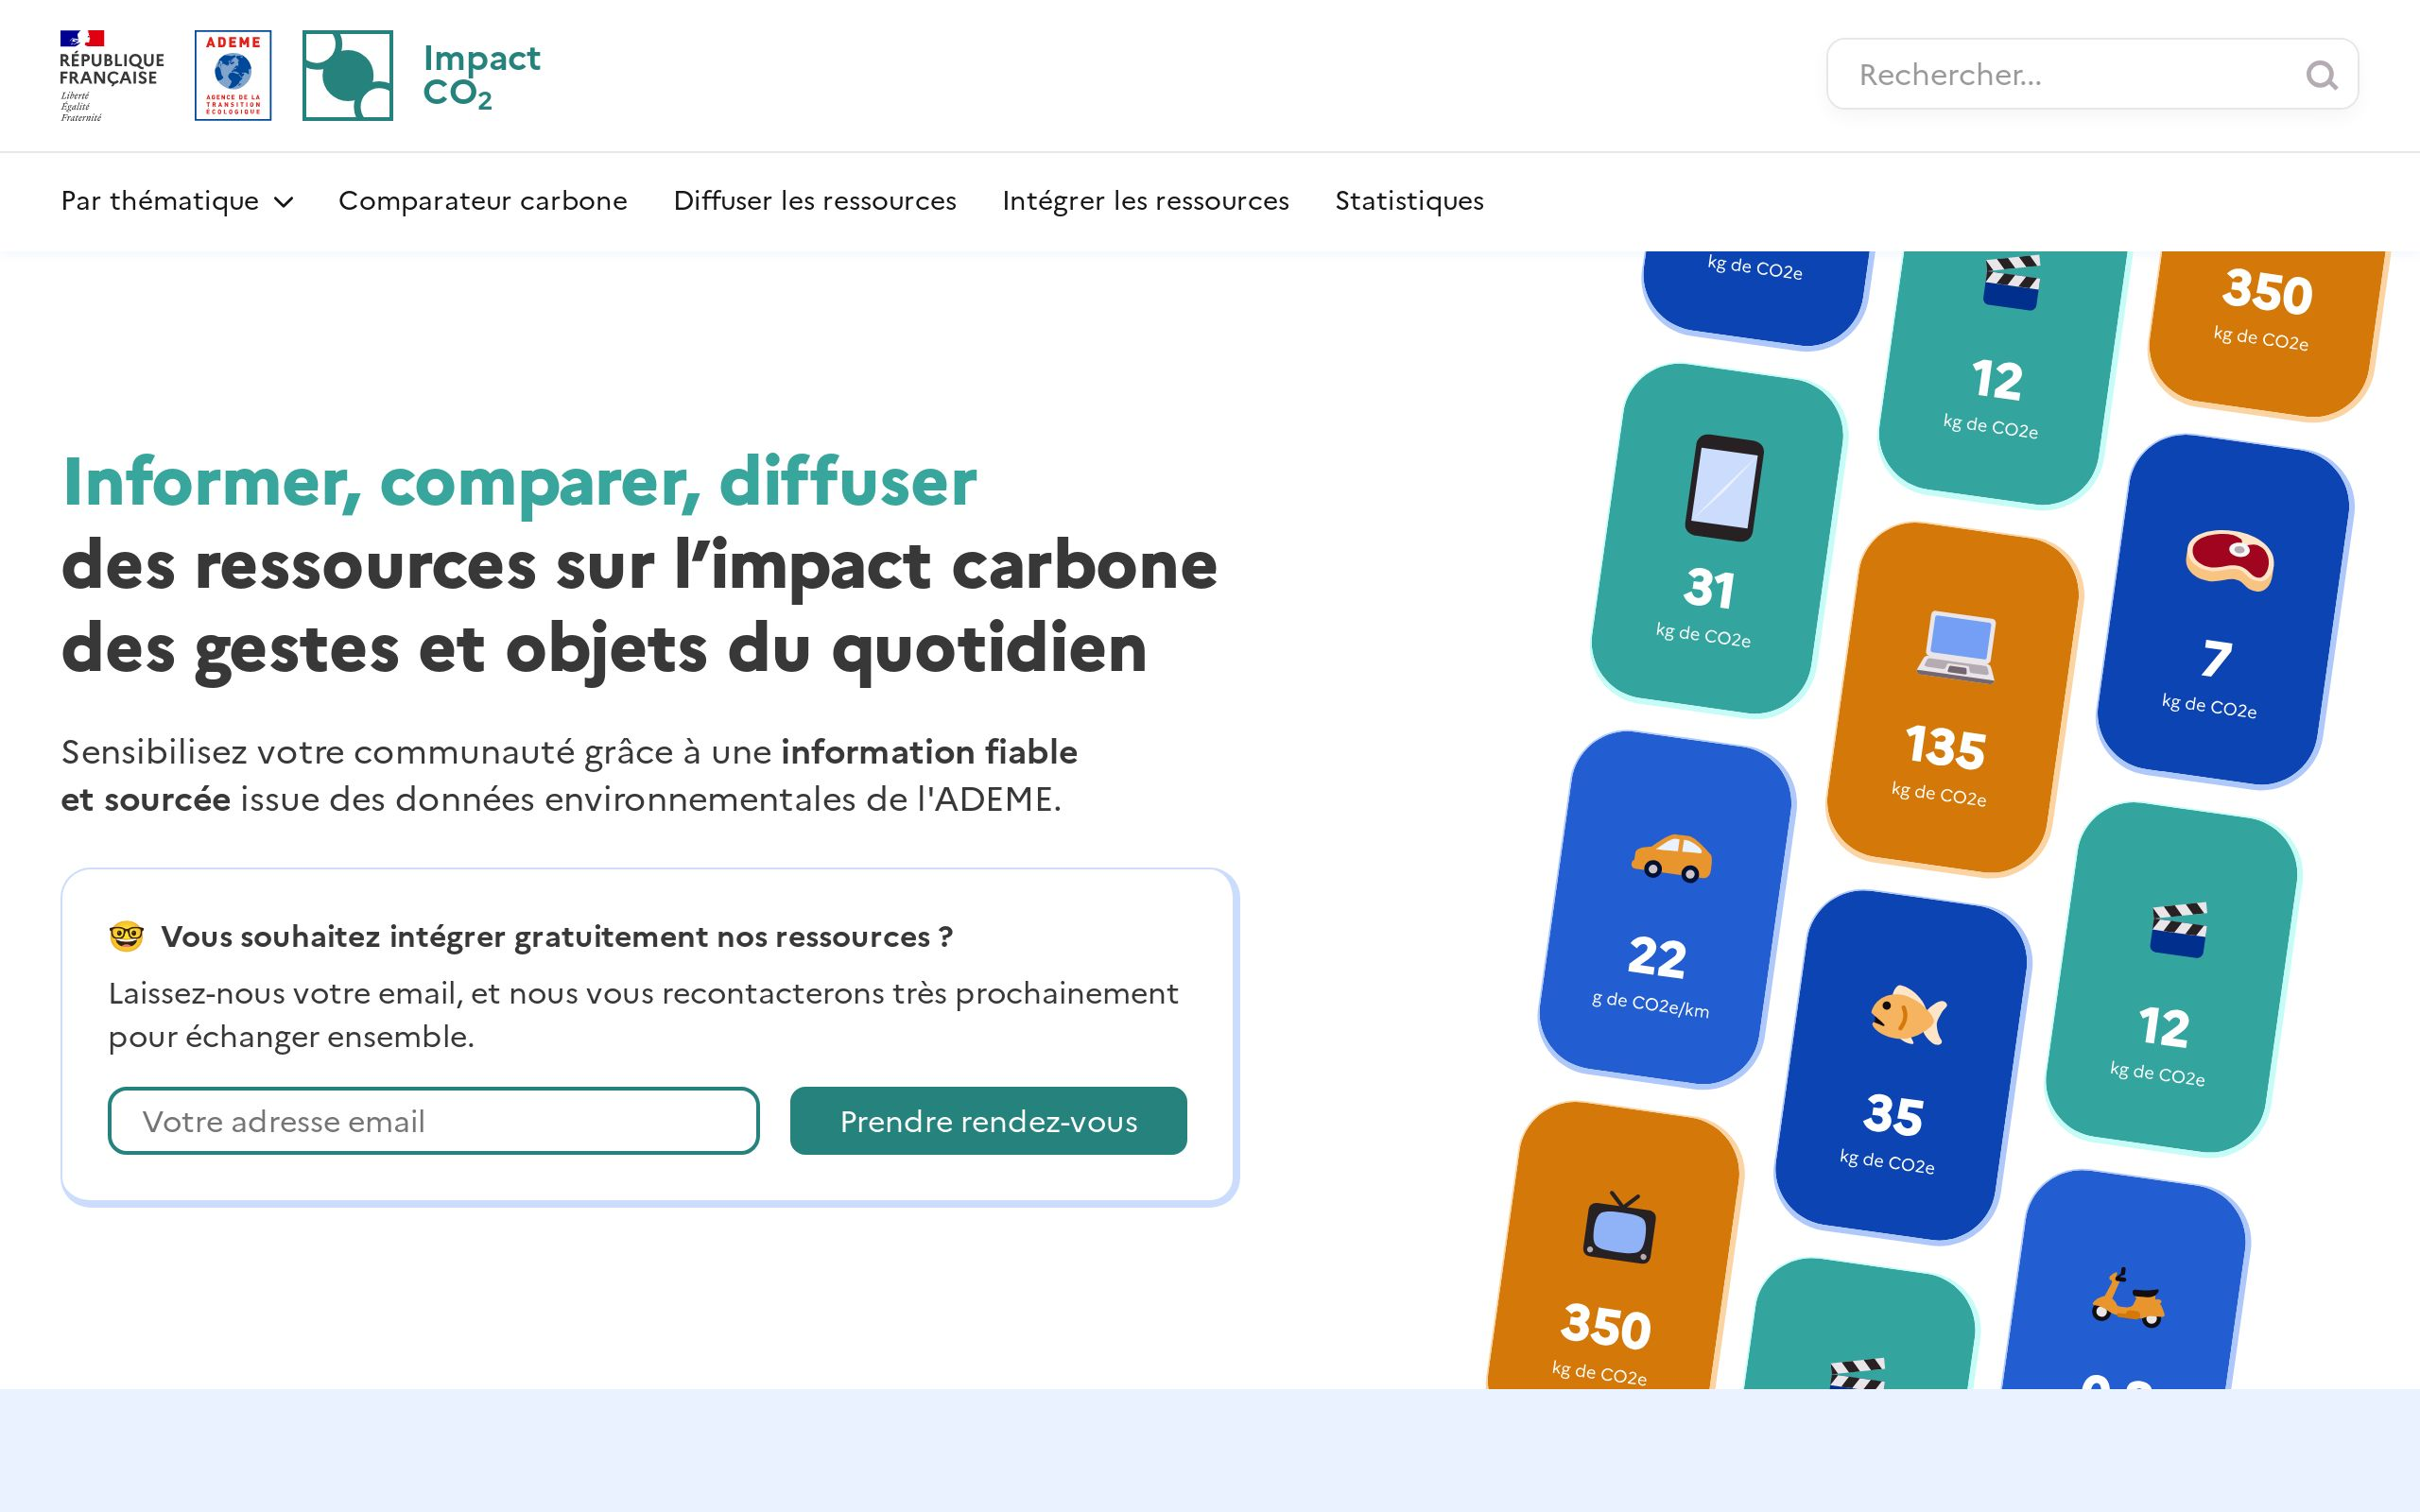 RÉPUBLIQUE
FRANÇAISE
Liberté
Égalité
Fraternité
ADEME
AGENCE DE LA
TRANSITION
ÉCOLOGIQUE
Impact
CO2
Rechercher...
Par thématique
Comparateur carbone
Diffuser les ressources
Intégrer les ressources
Statistiques
Informer, comparer, diffuser
des ressources sur l’impact carbone
des gestes et objets du quotidien
Sensibilisez votre communauté grâce à une information fiable
et sourcée issue des données environnementales de l'ADEME.
Vous souhaitez intégrer gratuitement nos ressources ?
Laissez-nous votre email, et nous vous recontacterons très prochainement
pour échanger ensemble.
Votre adresse email
Prendre rendez-vous
kg de CO2e
31
kg de CO2e
22
g de CO2e/km
350
kg de CO2e
12
kg de CO2e
135
kg de CO2e
35
kg de CO2e
350
kg de CO2e
7
kg de CO2e
12
kg de CO2e